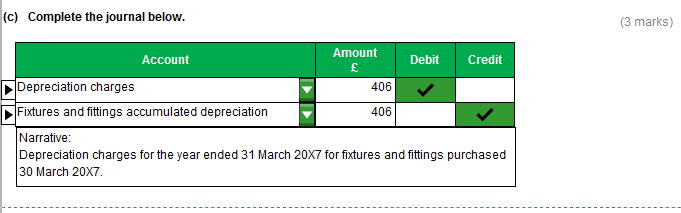 (c) Complete the journal below.
(3 marks)
Account Amount £ Debit Credit
Depreciation charges 406
Fixtures and fittings accumulated depreciation 406
Narrative:
Depreciation charges for the year ended 31 March 20X7 for fixtures and fittings purchased
30 March 20X7.